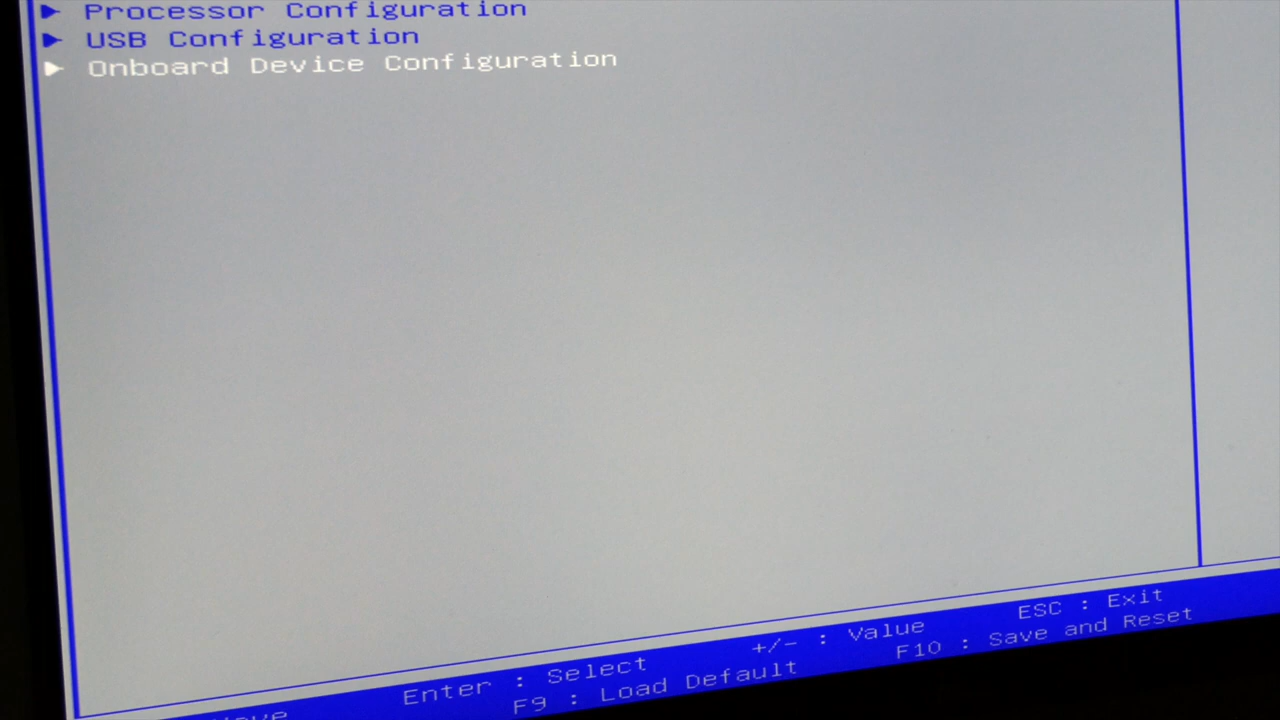 ► Processor Configuration
► USB Configuration
► Onboard Device Configuration
Enter : Select +/- : Value ESC : Exit
F9 : Load Default F10 : Save and Reset